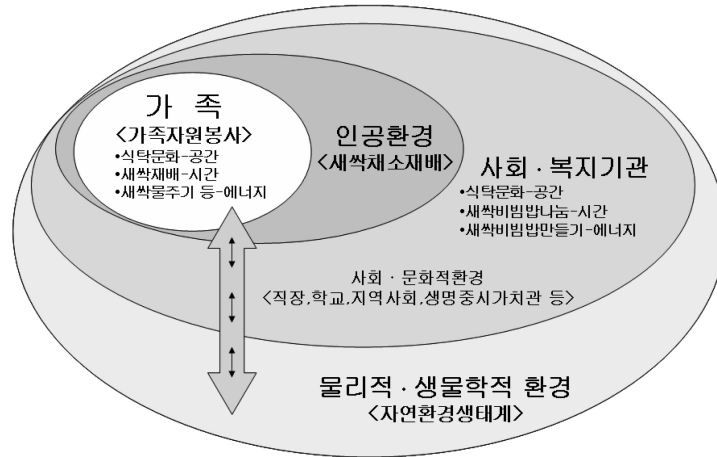 가 족
<가족자원봉사>
•식탁문화-공간
•새싹재배-시간
•새싹물주기 등-에너지
인공환경
<새싹채소재배>
사회·복지기관
•식탁문화-공간
•새싹비빔밥나눔-시간
•새싹비빔밥만들기-에너지
사회·문화적환경
<직장,학교,지역사회,생명중시가치관 등>
물리적·생물학적 환경
<자연환경생태계>